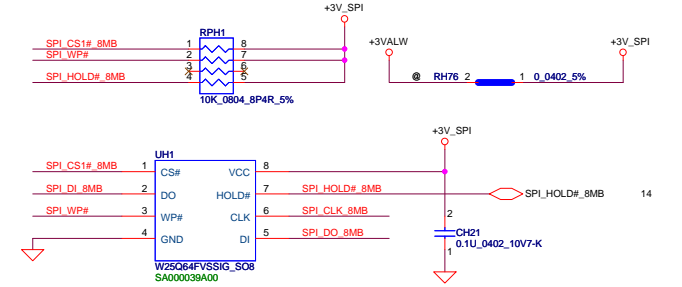 RPH1
+3V_SPI
SPI_CS1#_8MB 1 8
SPI_WP# 2 7
3 6
SPI_HOLD#_8MB 4 5
10K_0804_8P4R_5%
+3VALW
+3V_SPI
@ RH76 2 1 0_0402_5%
+3V_SPI
UH1
SPI_CS1#_8MB 1 CS# VCC 8
SPI_DI_8MB 2 DO HOLD# 7 SPI_HOLD#_8MB SPI_HOLD#_8MB 14
SPI_WP# 3 WP# CLK 6 SPI_CLK_8MB
4 GND DI 5 SPI_DO_8MB
2
CH21
0.1U_0402_10V7-K
1
W25Q64FVSSIG_SO8
SA000039A00